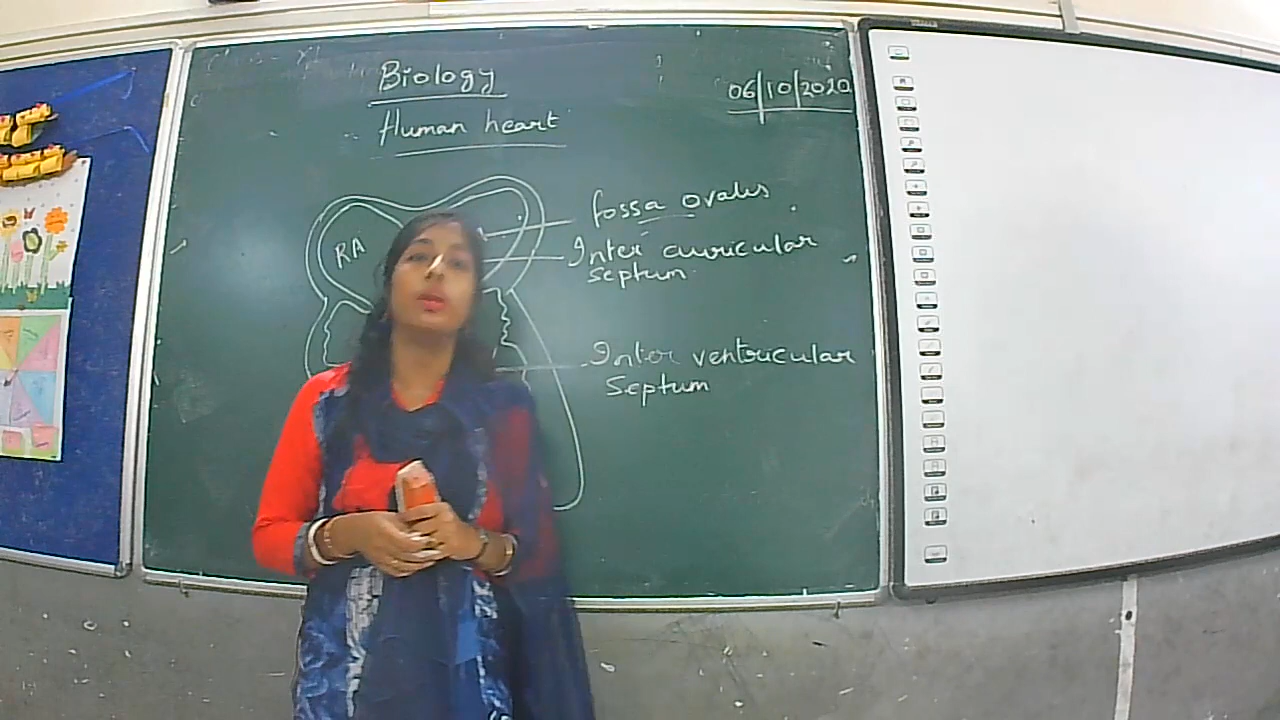 Biology
06/10/2020
Human heart
fossa ovalis
RA
Inter auricular
septum
Inter ventricular
Septum